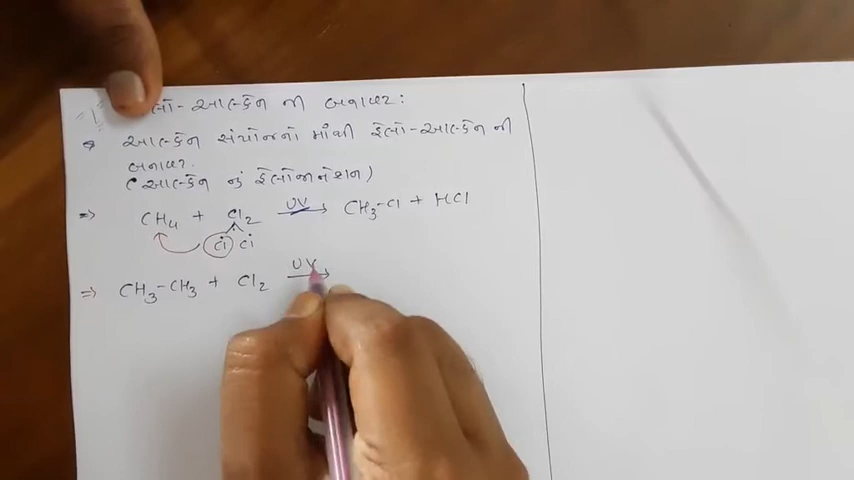 લો-આલ્કેન ની બનાવટ:
આલ્કેન સંયોજનો માંથી હેલો-આલ્કેન ની
બનાવટ.
(આલ્કેન નું હેલોજીનેશન)
⇒ CH₄ + Cl₂ UV→ CH₃-Cl + HCl
Cl Cl
⇒ CH₃-CH₃ + Cl₂ UV→